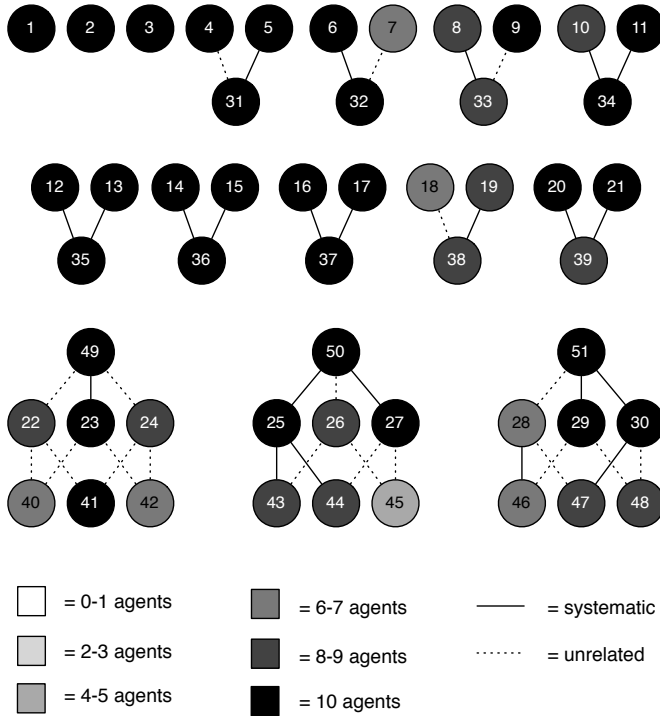 1 2 3 4 5 6 7 8 9 10 11
31 32 33 34
12 13 14 15 16 17 18 19 20 21
35 36 37 38 39
49 50 51
22 23 24 25 26 27 28 29 30
40 41 42 43 44 45 46 47 48
= 0-1 agents = 6-7 agents = systematic
= 2-3 agents = 8-9 agents = unrelated
= 4-5 agents = 10 agents